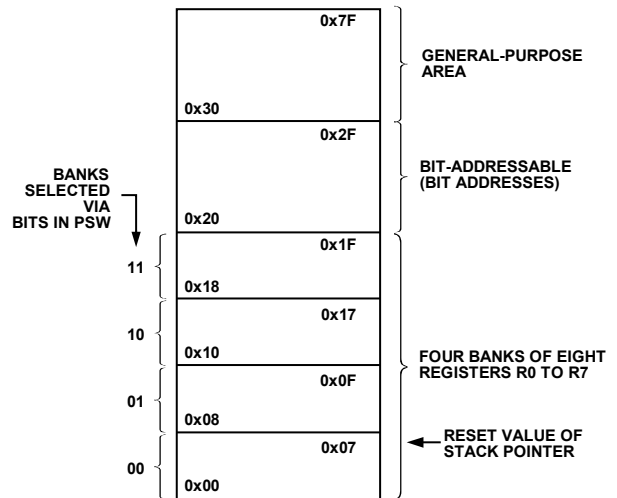 0x7F
GENERAL-PURPOSE
AREA
0x30
0x2F
BIT-ADDRESSABLE
(BIT ADDRESSES)
BANKS
SELECTED
VIA
BITS IN PSW
0x20
0x1F
11
0x18
0x17
10
0x10
FOUR BANKS OF EIGHT
REGISTERS R0 TO R7
0x0F
01
0x08
RESET VALUE OF
STACK POINTER
0x07
00
0x00